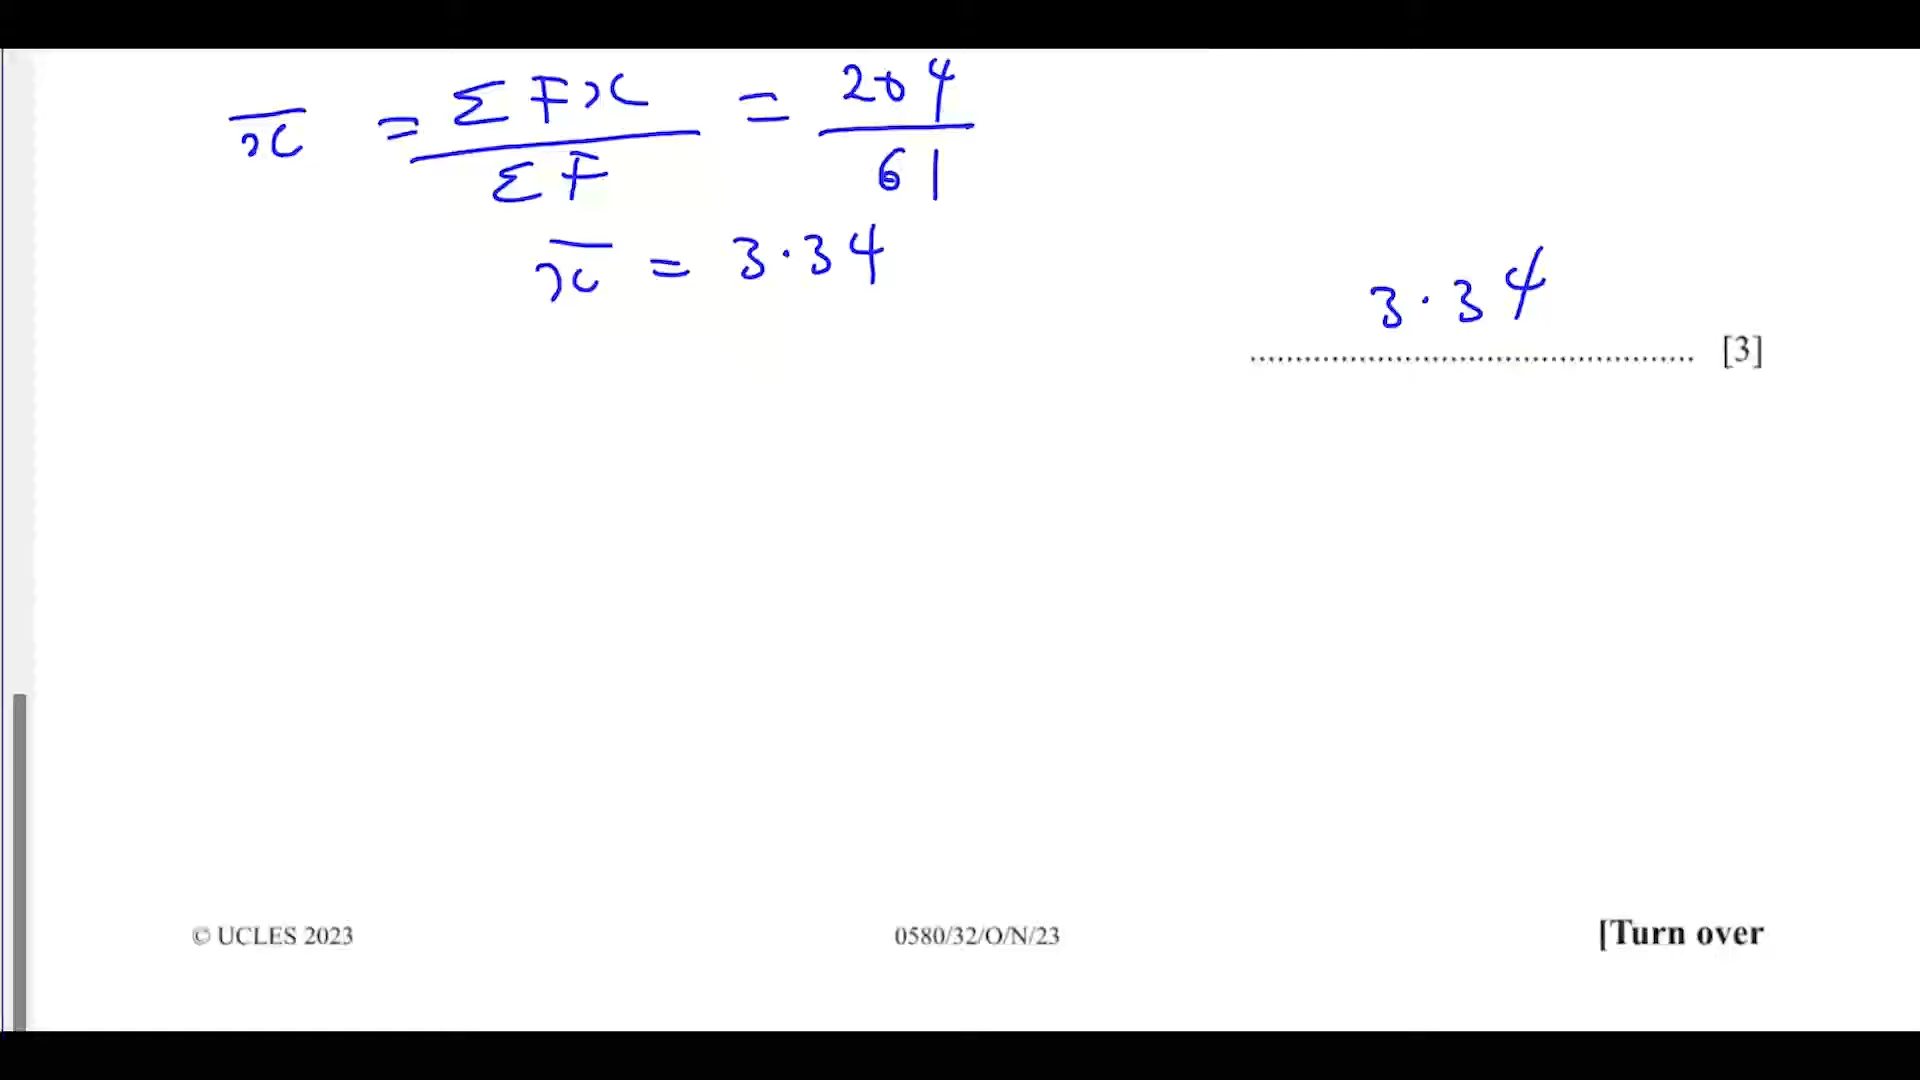 x̄ = ΣFx / ΣF = 204 / 61
x̄ = 3.34
3.34
........................................ [3]
© UCLES 2023 0580/32/O/N/23 [Turn over